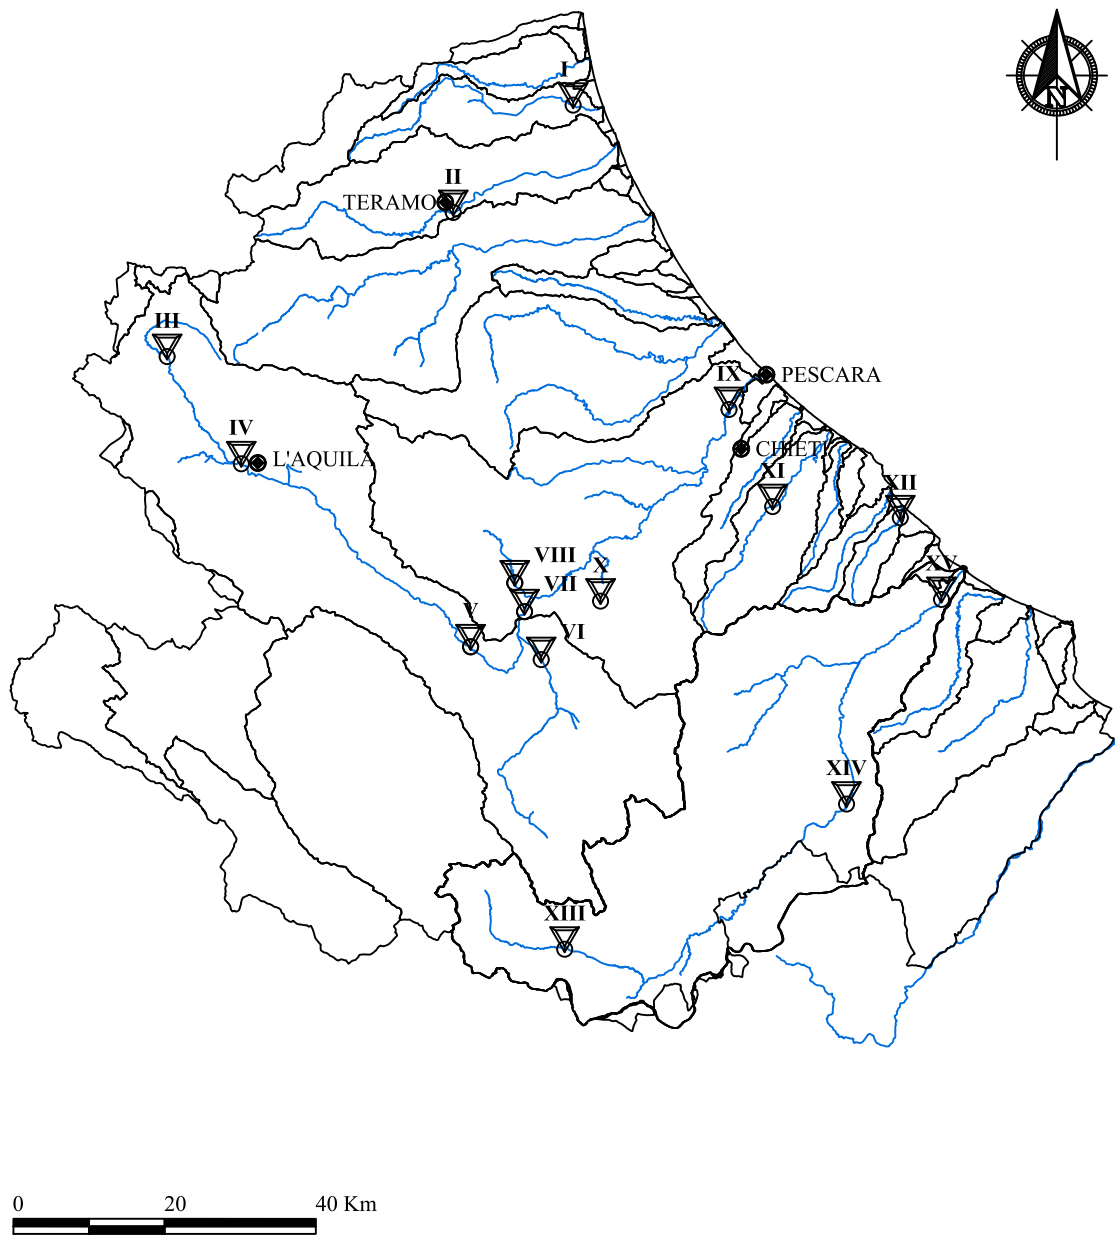 I
N
II
TERAMO
III
PESCARA
IX
IV
CHIETI
L'AQUILA
XI
XII
VIII
X
XV
VII
V
VI
XIV
XIII
0 20 40 Km